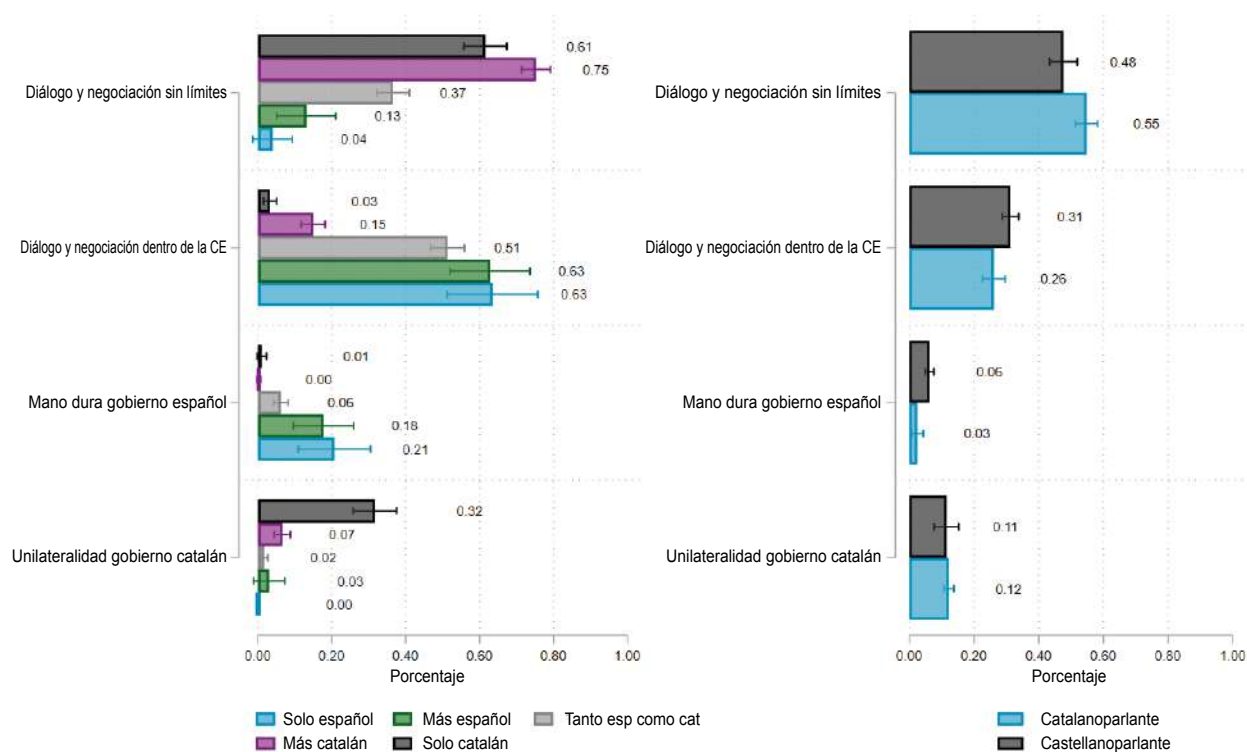 0.61
0.75
Diálogo y negociación sin límites
0.37
0.13
0.04
0.03
0.15
Diálogo y negociación dentro de la CE
0.51
0.63
0.63
0.01
0.00
Mano dura gobierno español
0.06
0.18
0.21
0.32
0.07
Unilateralidad gobierno catalán
0.02
0.03
0.00
0.00 0.20 0.40 0.60 0.80 1.00
Porcentaje
Solo español Más español Tanto esp como cat
Más catalán Solo catalán
0.48
Diálogo y negociación sin límites
0.55
0.31
Diálogo y negociación dentro de la CE
0.26
0.06
Mano dura gobierno español
0.03
0.11
Unilateralidad gobierno catalán
0.12
0.00 0.20 0.40 0.60 0.80 1.00
Porcentaje
Catalanoparlante
Castellanoparlante